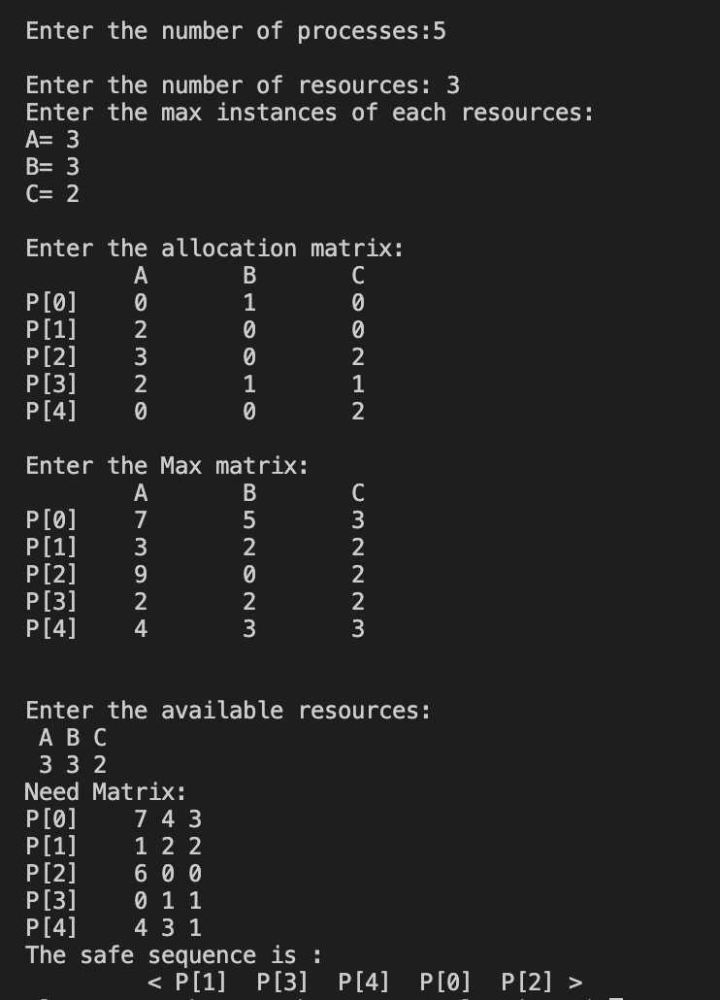 Enter the number of processes:5
Enter the number of resources: 3
Enter the max instances of each resources:
A= 3
B= 3
C= 2
Enter the allocation matrix:
A B C
P[0] 0 1 0
P[1] 2 0 0
P[2] 3 0 2
P[3] 2 1 1
P[4] 0 0 2
Enter the Max matrix:
A B C
P[0] 7 5 3
P[1] 3 2 2
P[2] 9 0 2
P[3] 2 2 2
P[4] 4 3 3
Enter the available resources:
A B C
3 3 2
Need Matrix:
P[0] 7 4 3
P[1] 1 2 2
P[2] 6 0 0
P[3] 0 1 1
P[4] 4 3 1
The safe sequence is :
< P[1] P[3] P[4] P[0] P[2] >